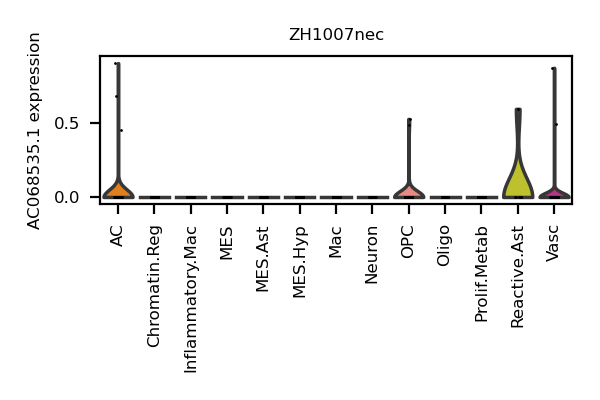 ZH1007nec
AC068535.1 expression
0.5
0.0
AC
Chromatin.Reg
Inflammatory.Mac
MES
MES.Ast
MES.Hyp
Mac
Neuron
OPC
Oligo
Prolif.Metab
Reactive.Ast
Vasc